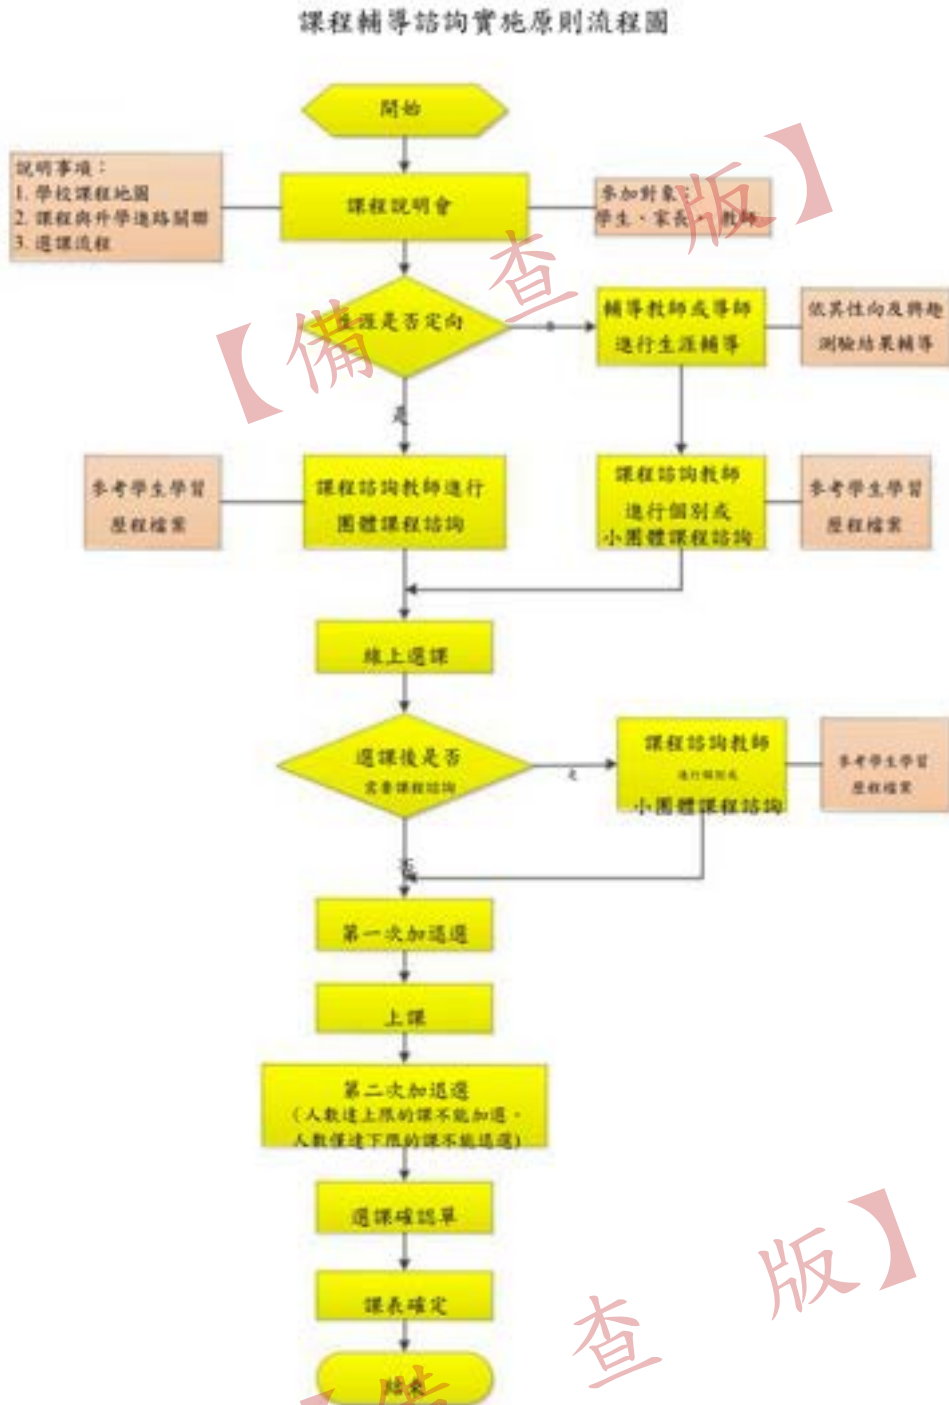 課程輔導諮詢實施原則流程圖
開始
說明事項：
1. 學校課程地圖
2. 課程與升學進路關聯
3. 選課流程
課程說明會
參加對象：
學生、家長、教師
生涯是否定向
輔導教師或導師
進行生涯輔導
依其性向及興趣
測驗結果輔導
是
參考學生學習
歷程檔案
課程諮詢教師進行
團體課程諮詢
課程諮詢教師
進行個別或
小團體課程諮詢
參考學生學習
歷程檔案
線上選課
選課後是否
需要課程諮詢
課程諮詢教師
進行個別或
小團體課程諮詢
參考學生學習
歷程檔案
否
第一次加退選
上課
第二次加退選
(人數達上限的課不能加選、
人數僅達下限的課不能退選)
選課確認單
課表確定
結束
【備查版】
【備查版】